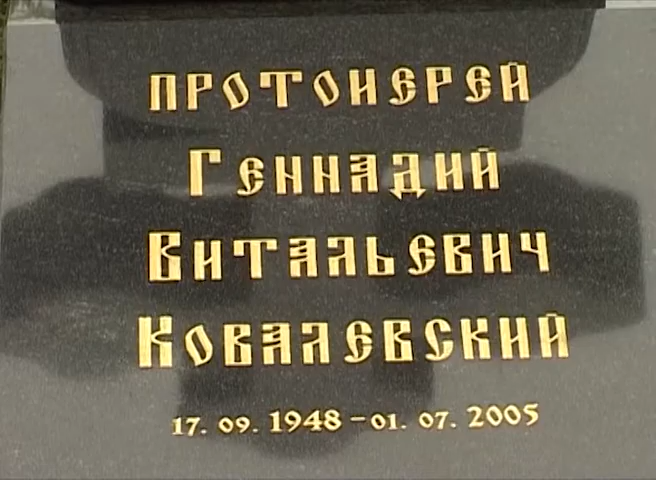 ПРОТОИЕРЕЙ
ГЕННАДИЙ
ВИТАЛЬЕВИЧ
КОВАЛЕВСКИЙ
17. 09. 1948 – 01. 07. 2005